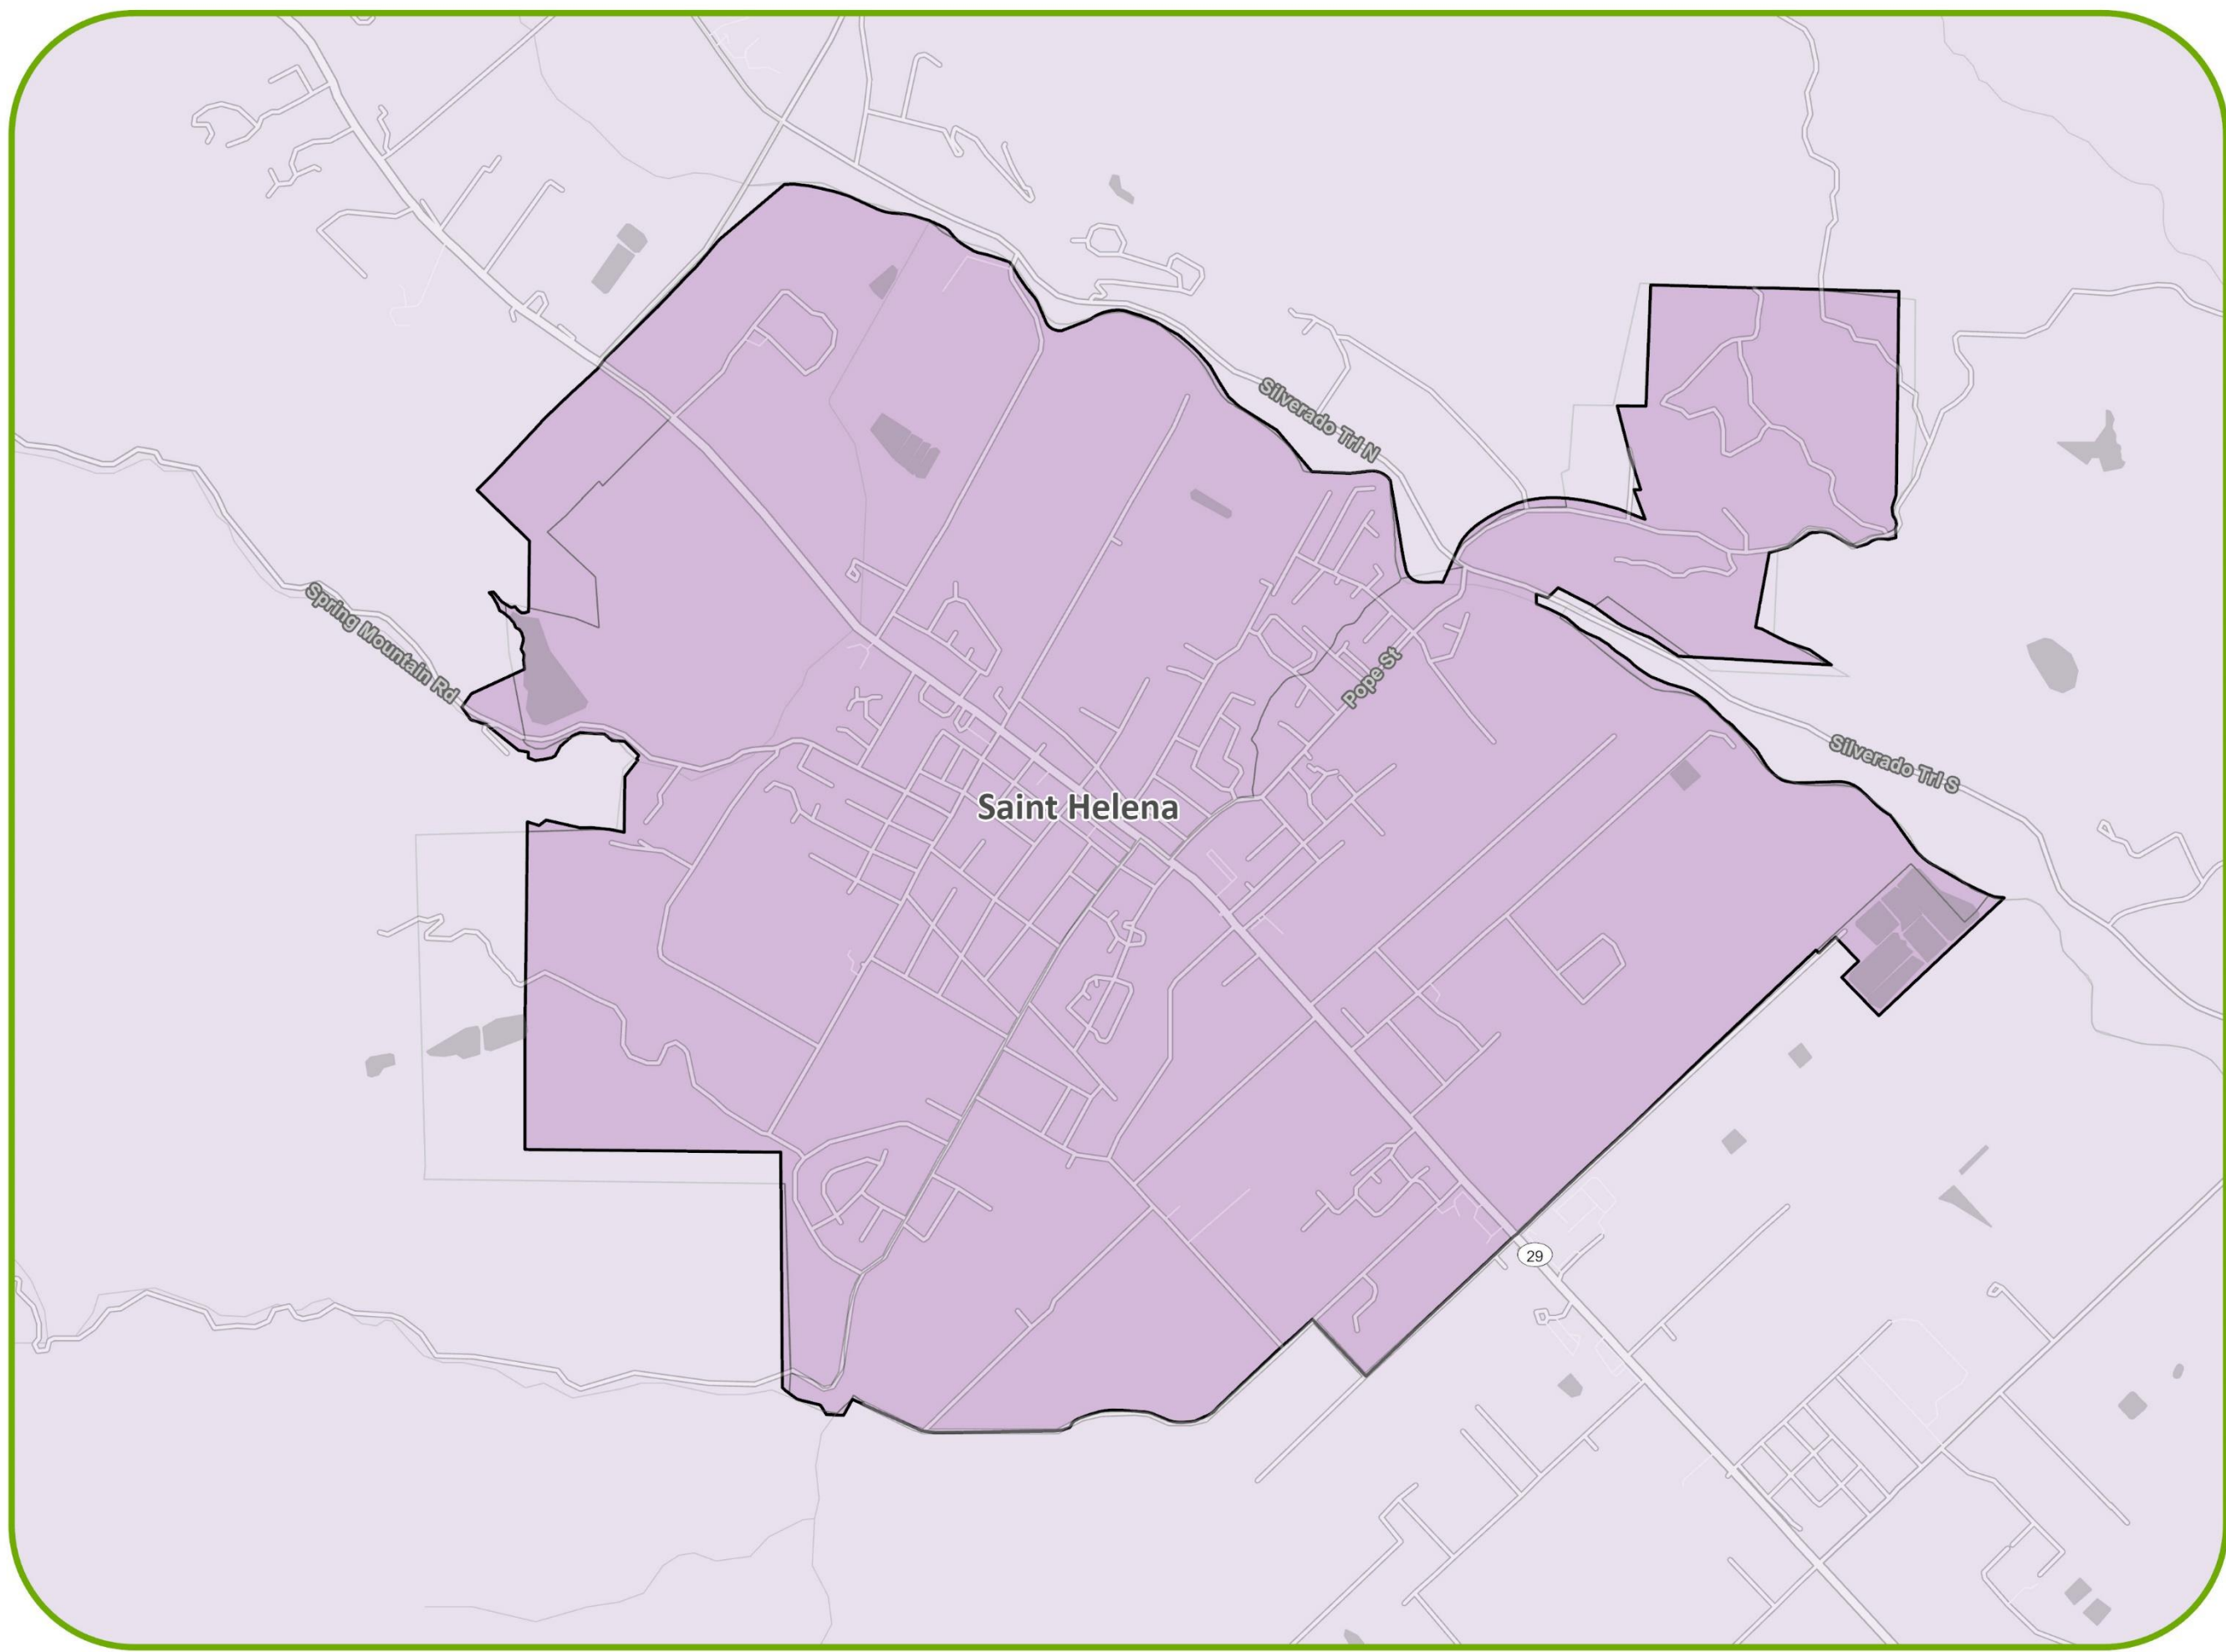 Silverado Trl N
Spring Mountain Rd
Pope St
Silverado Trl S
Saint Helena
29